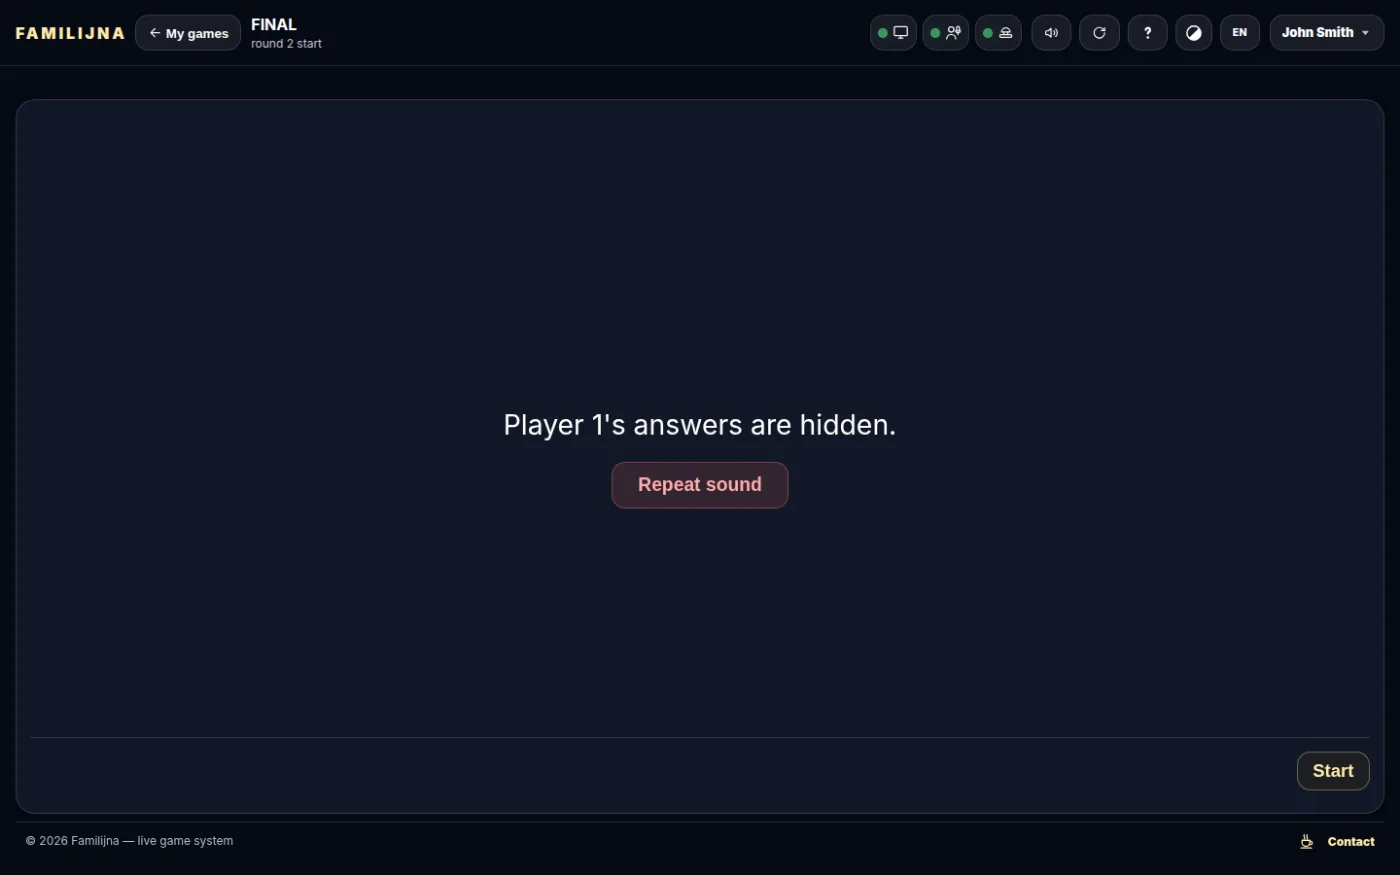 FAMILIJNA
← My games
FINAL
round 2 start
?
EN
John Smith
Player 1's answers are hidden.
Repeat sound
Start
© 2026 Familijna — live game system
Contact